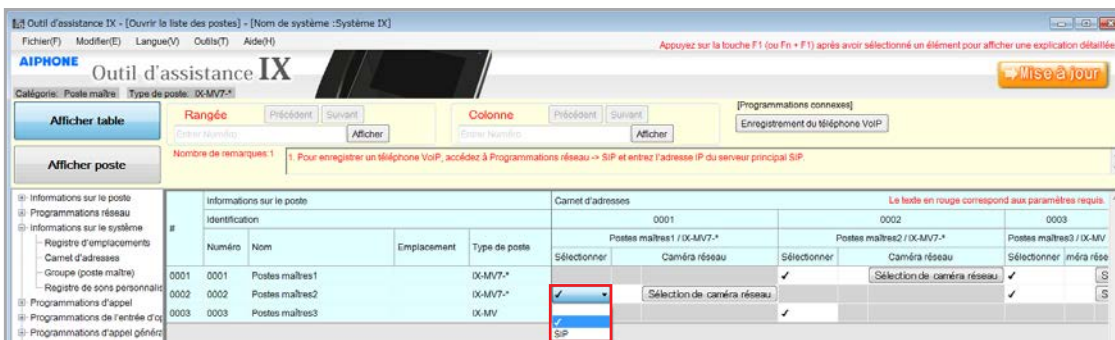 Outil d'assistance IX - [Ouvrir la liste des postes] - [Nom de système :Système IX]
Fichier(F) Modifier(E) Langue(V) Outils(T) Aide(H)
Appuyez sur la touche F1 (ou Fn + F1) après avoir sélectionné un élément pour afficher une explication détaillée
AIPHONE
Outil d'assistance IX
Mise à jour
Catégorie: Poste maître Type de poste: IX-MV7-*
Afficher table
Rangée Précédent Suivant
Entrer Numéro Afficher
Colonne Précédent Suivant
Entrer Numéro Afficher
[Programmations connexes]
Enregistrement du téléphone VoIP
Afficher poste
Nombre de remarques:1
1. Pour enregistrer un téléphone VoIP, accédez à Programmations réseau -> SIP et entrez l'adresse IP du serveur principal SIP.
Informations sur le poste
Programmations réseau
Informations sur le système
Registre d'emplacements
Carnet d'adresses
Groupe (poste maître)
Registre de sons personnalis
Programmations d'appel
Programmations de l'entrée d'op
Programmations d'appel généra
# Informations sur le poste Carnet d'adresses Le texte en rouge correspond aux paramètres requis.
Identification 0001 0002 0003
Numéro Nom Emplacement Type de poste Postes maîtres1 / IX-MV7-* Postes maîtres2 / IX-MV7-* Postes maîtres3 / IX-MV
Sélectionner Caméra réseau Sélectionner Caméra réseau Sélectionner méra rése
0001 0001 Postes maîtres1 IX-MV7-* ✓ Sélection de caméra réseau ✓ S
0002 0002 Postes maîtres2 IX-MV7-* ✓ Sélection de caméra réseau ✓ S
0003 0003 Postes maîtres3 IX-MV ✓
✓
SIP